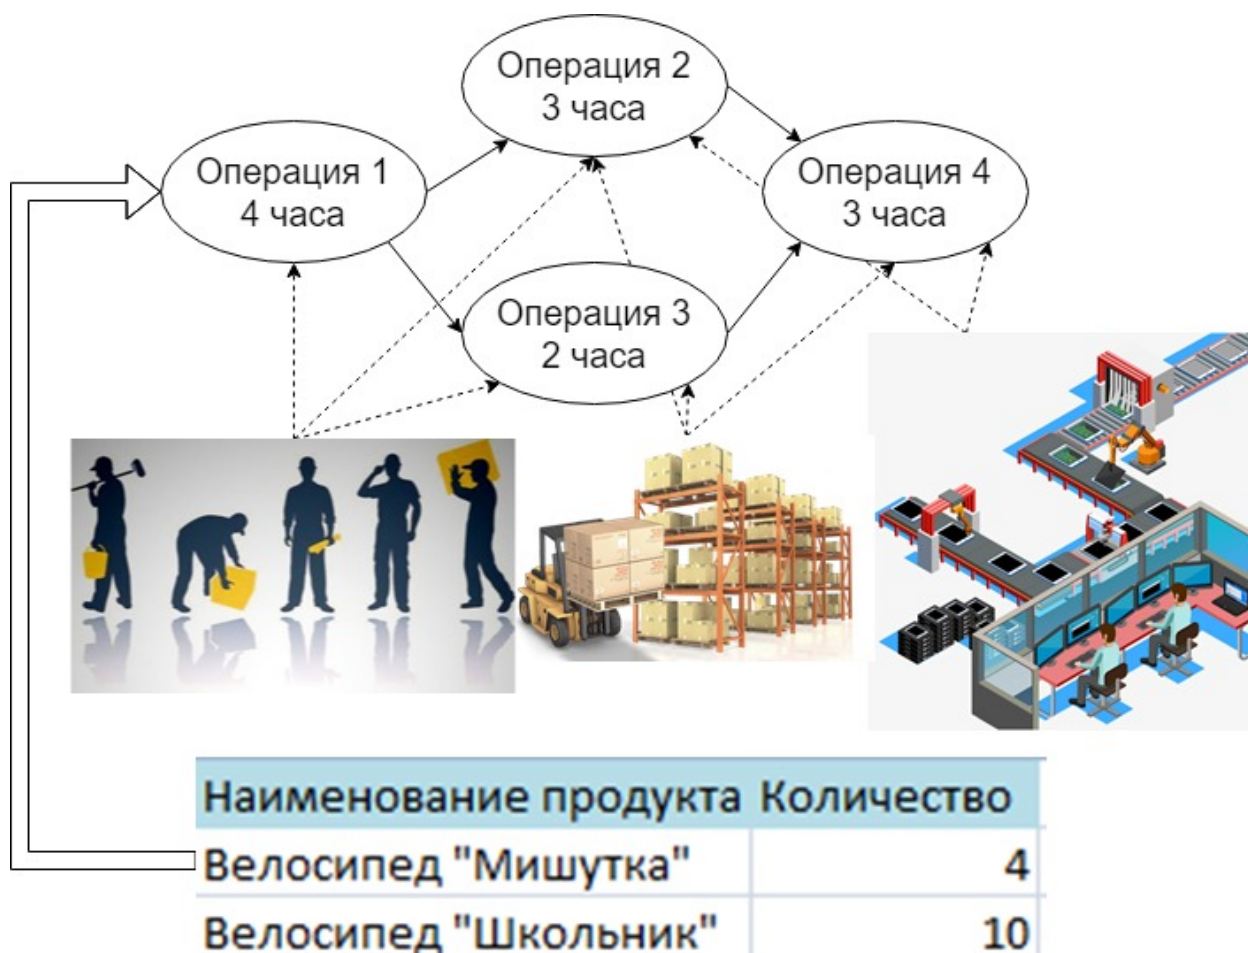 Операция 2
3 часа
Операция 1
4 часа
Операция 4
3 часа
Операция 3
2 часа
Наименование продукта Количество
Велосипед "Мишутка" 4
Велосипед "Школьник" 10